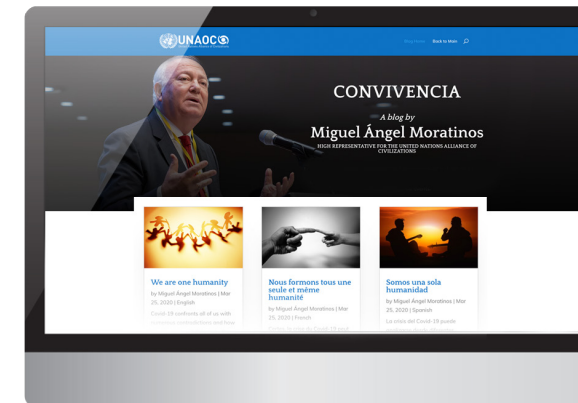 UNAOC
Blog Home Back to Main
CONVIVENCIA
A blog by
Miguel Ángel Moratinos
HIGH REPRESENTATIVE FOR THE UNITED NATIONS ALLIANCE OF
CIVILIZATIONS
We are one humanity
by Miguel Ángel Moratinos | Mar
25, 2020 | English
Covid-19 confronts all of us with
Nous formons tous une
seule et même
humanité
by Miguel Ángel Moratinos | Mar
25, 2020 | French
Somos una sola
humanidad
by Miguel Ángel Moratinos | Mar
25, 2020 | Spanish
La crisis del Covid-19 puede